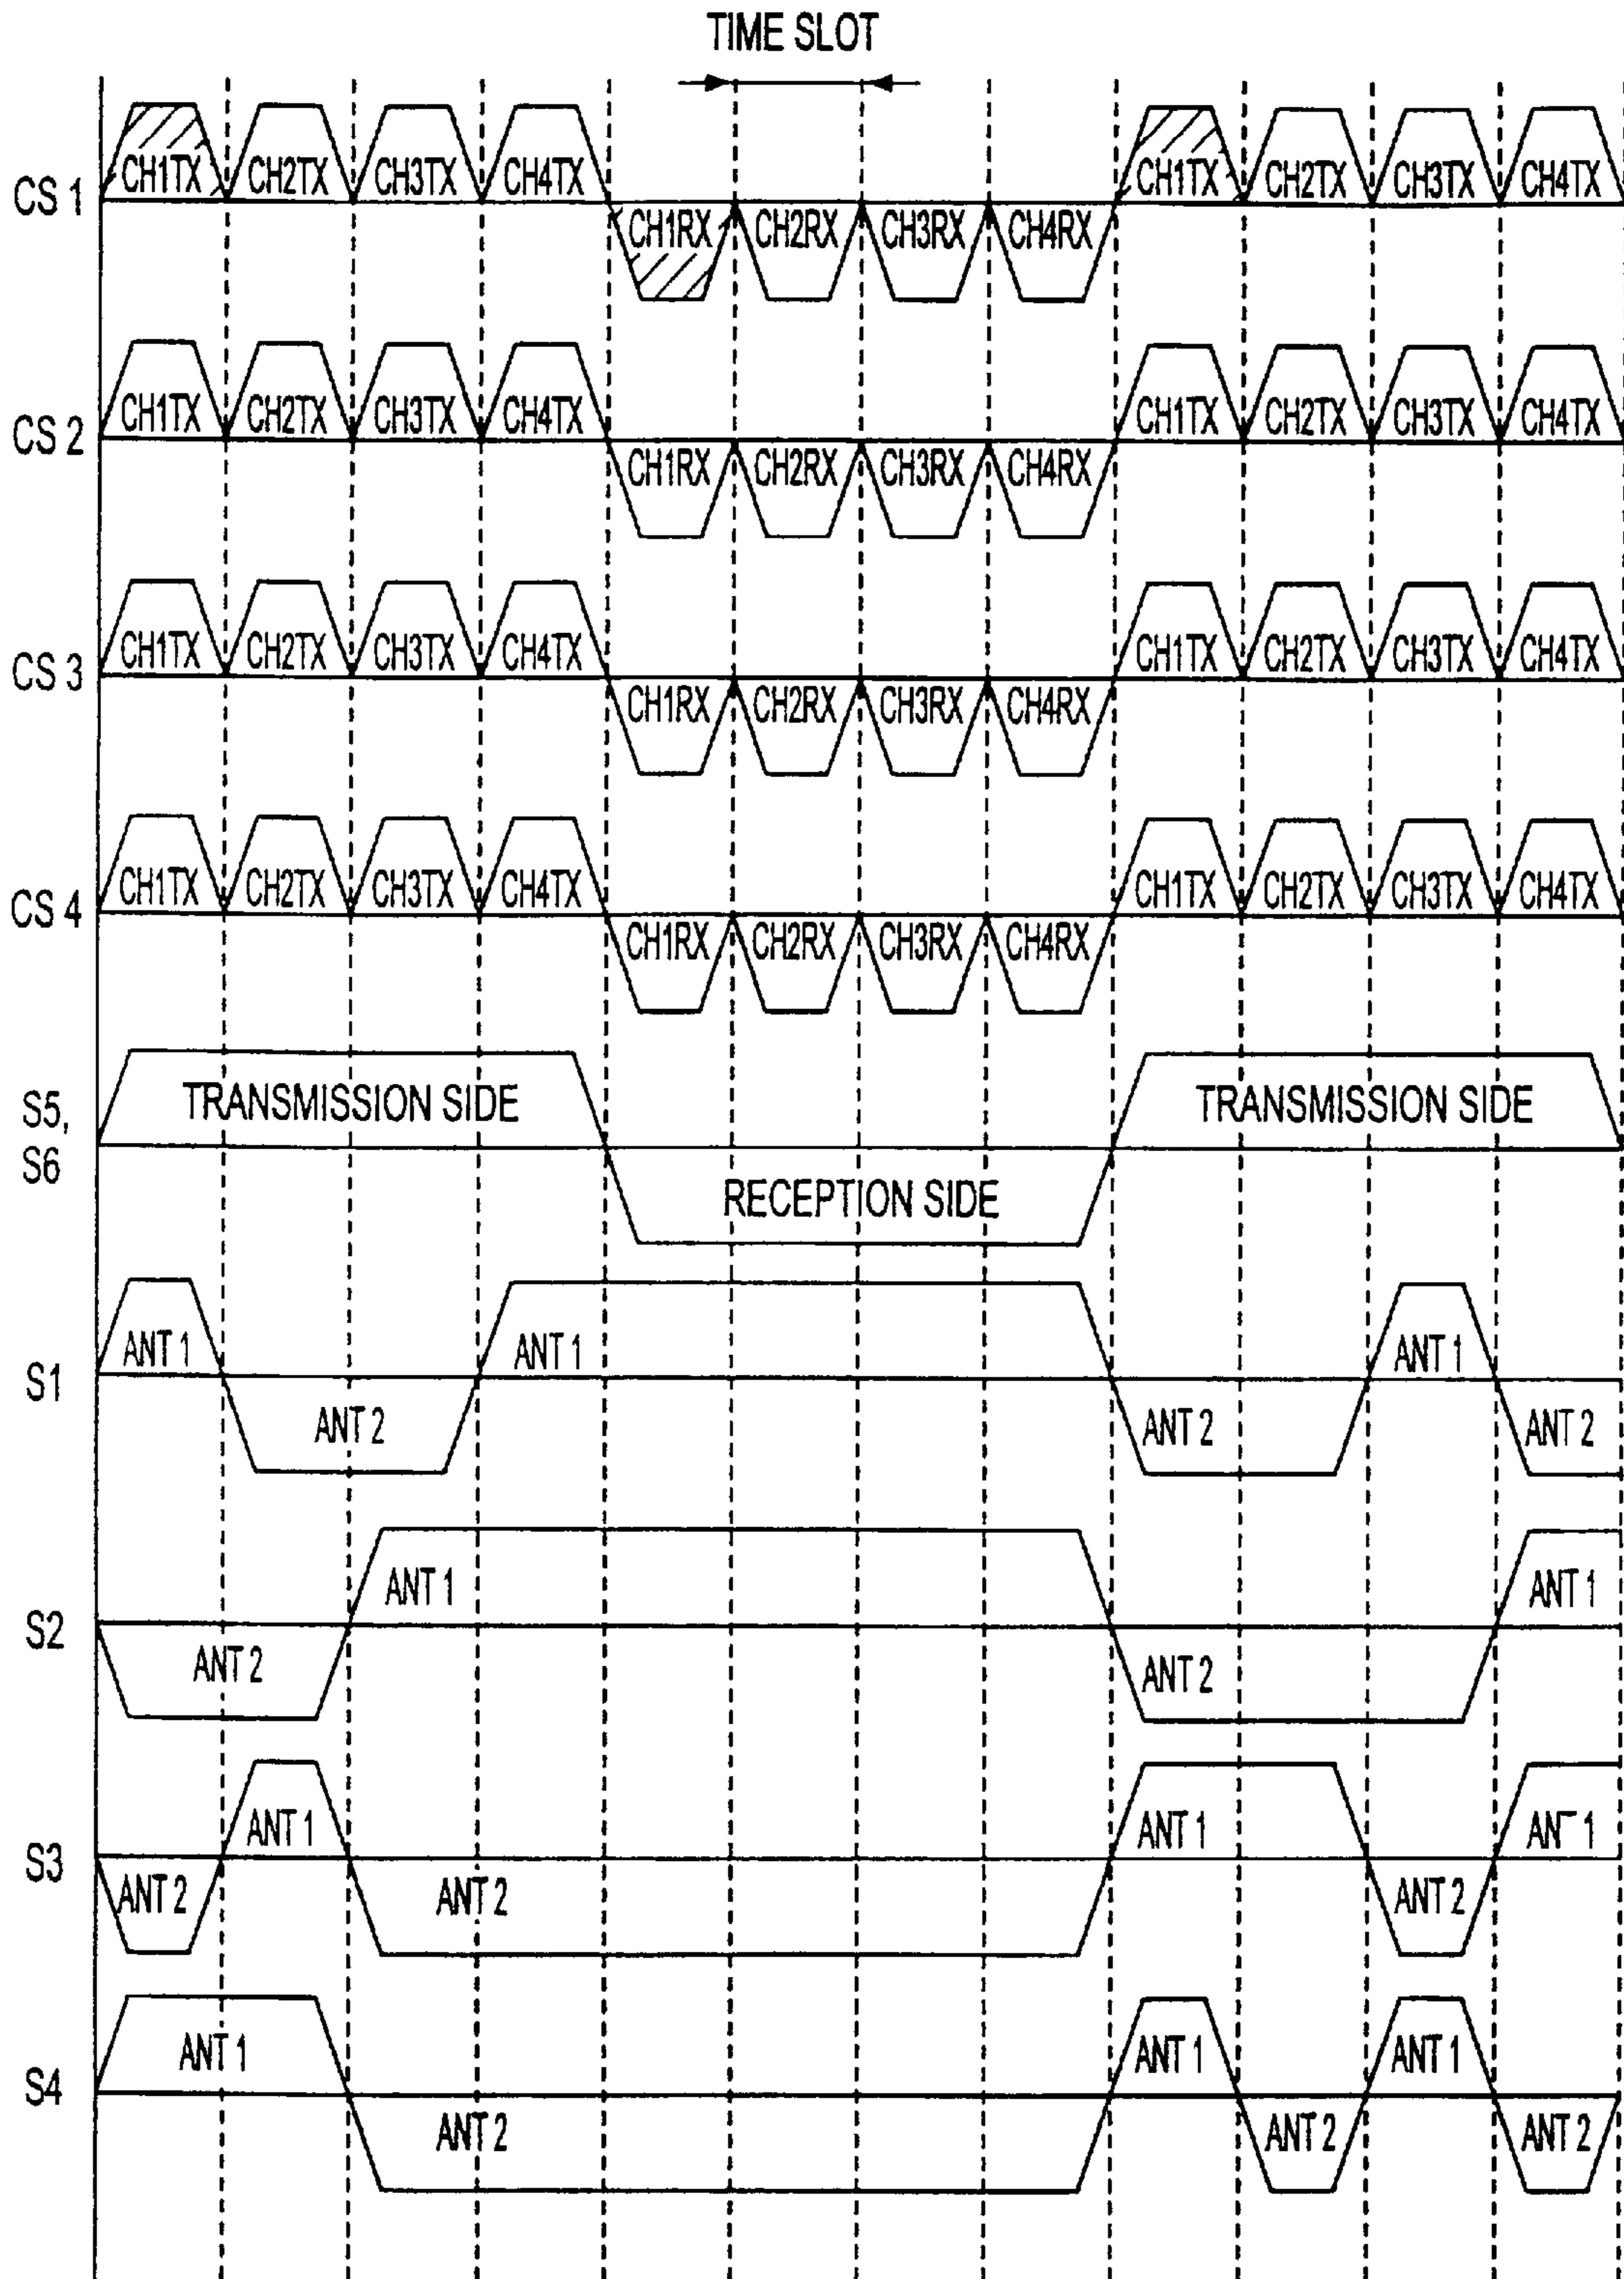 TIME SLOT
CS 1
CH1TX CH2TX CH3TX CH4TX CH1TX CH2TX CH3TX CH4TX
CH1RX CH2RX CH3RX CH4RX
CS 2
CH1TX CH2TX CH3TX CH4TX CH1TX CH2TX CH3TX CH4TX
CH1RX CH2RX CH3RX CH4RX
CS 3
CH1TX CH2TX CH3TX CH4TX CH1TX CH2TX CH3TX CH4TX
CH1RX CH2RX CH3RX CH4RX
CS 4
CH1TX CH2TX CH3TX CH4TX CH1TX CH2TX CH3TX CH4TX
CH1RX CH2RX CH3RX CH4RX
S5,
S6
TRANSMISSION SIDE TRANSMISSION SIDE
RECEPTION SIDE
S1
ANT 1 ANT 1 ANT 1
ANT 2 ANT 2 ANT 2
S2
ANT 1 ANT 1
ANT 2 ANT 2
S3
ANT 1 ANT 1 ANT 1
ANT 2 ANT 2 ANT 2
S4
ANT 1 ANT 1 ANT 1
ANT 2 ANT 2 ANT 2